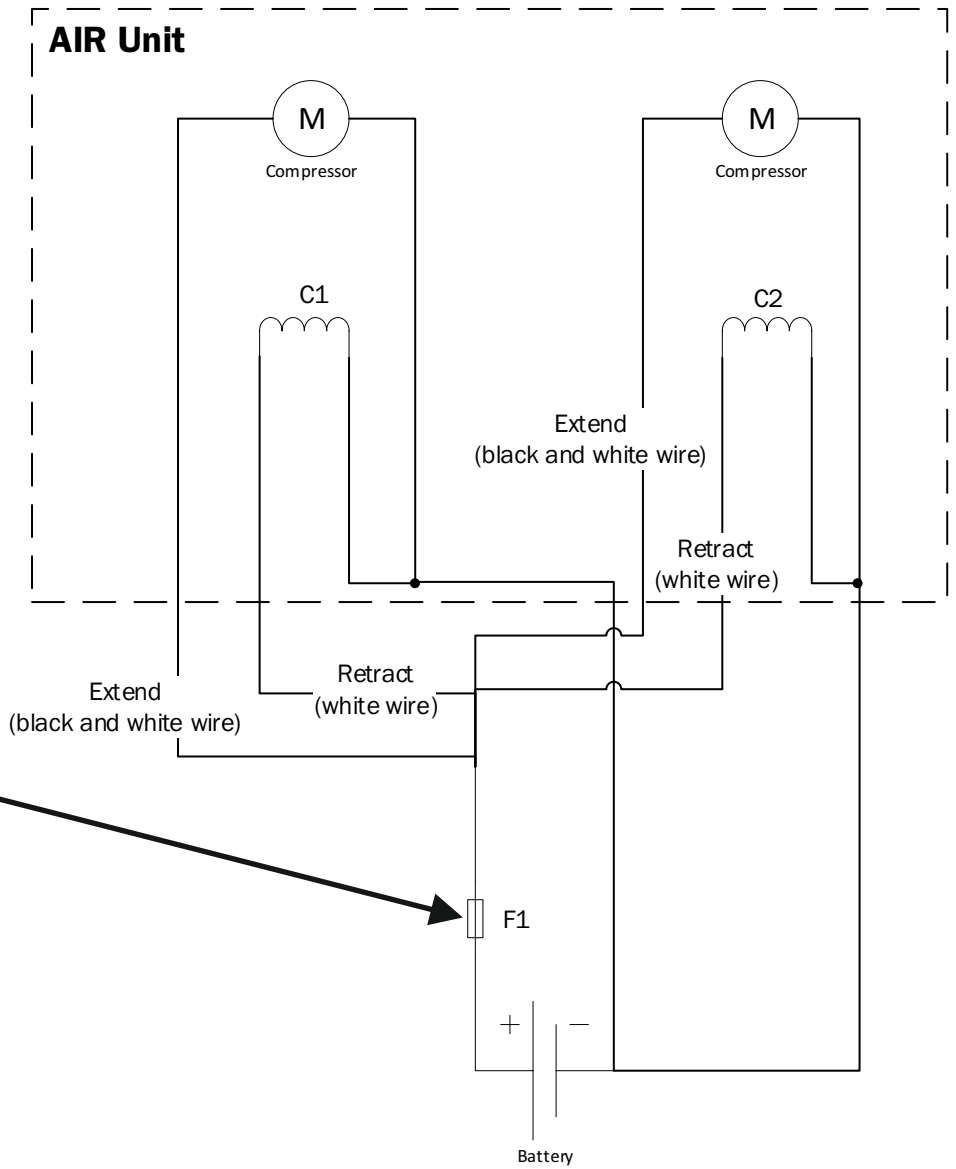 AIR Unit
M
Compressor
M
Compressor
C1
C2
Extend
(black and white wire)
Retract
(white wire)
Retract
(white wire)
Extend
(black and white wire)
F1
+ −
Battery